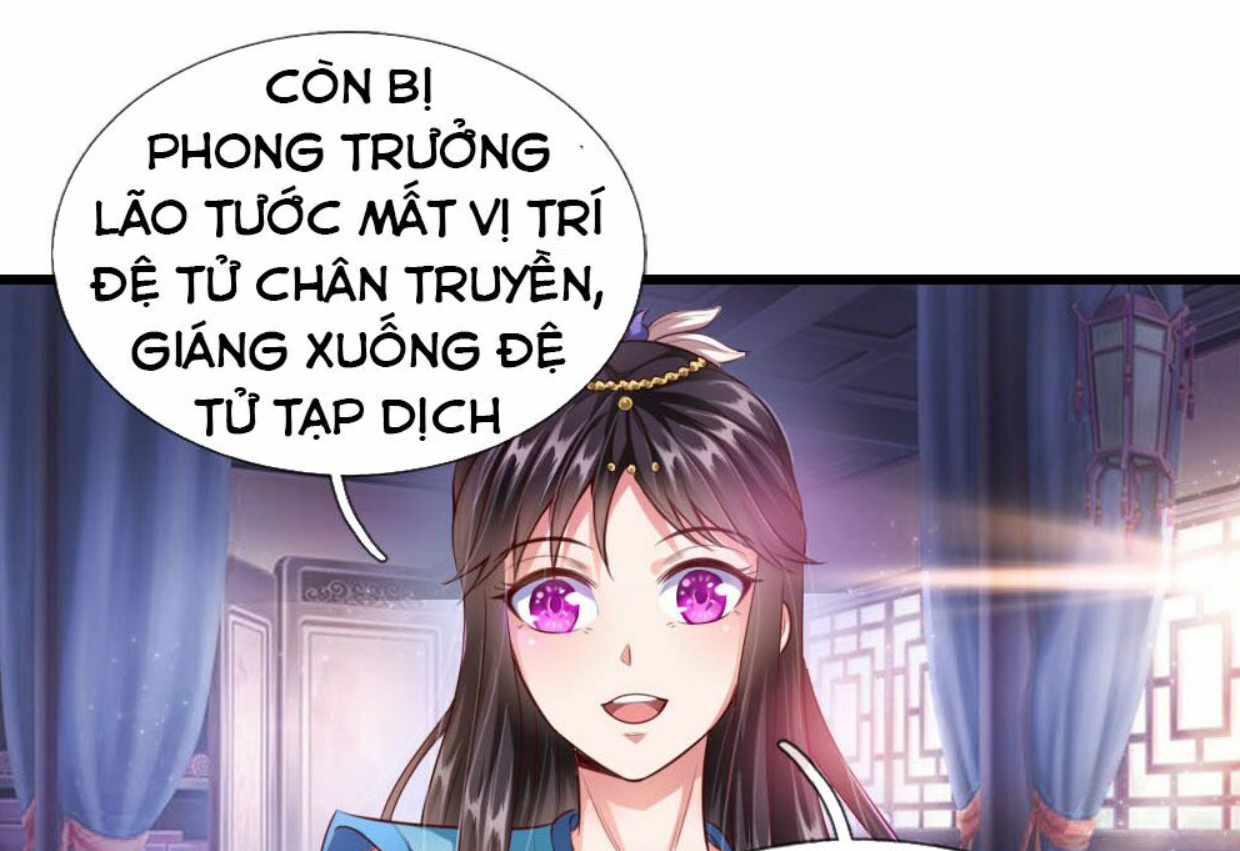 CÒN BỊ
PHONG TRƯỞNG
LÃO TƯỚC MẤT VỊ TRÍ
ĐỆ TỬ CHÂN TRUYỀN,
GIÁNG XUỐNG ĐỆ
TỬ TẠP DỊCH